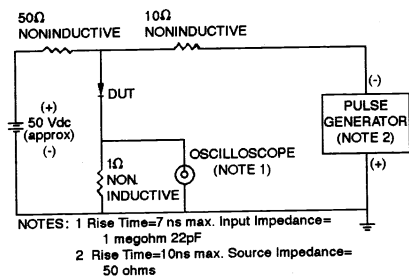 50Ω
NONINDUCTIVE
10Ω
NONINDUCTIVE
(+)
50 Vdc
(approx)
(-)
DUT
1Ω
NON.
INDUCTIVE
OSCILLOSCOPE
(NOTE 1)
(-)
PULSE
GENERATOR
(NOTE 2)
(+)
NOTES: 1 Rise Time=7 ns max. Input Impedance=
1 megohm 22pF
2 Rise Time=10ns max. Source Impedance=
50 ohms